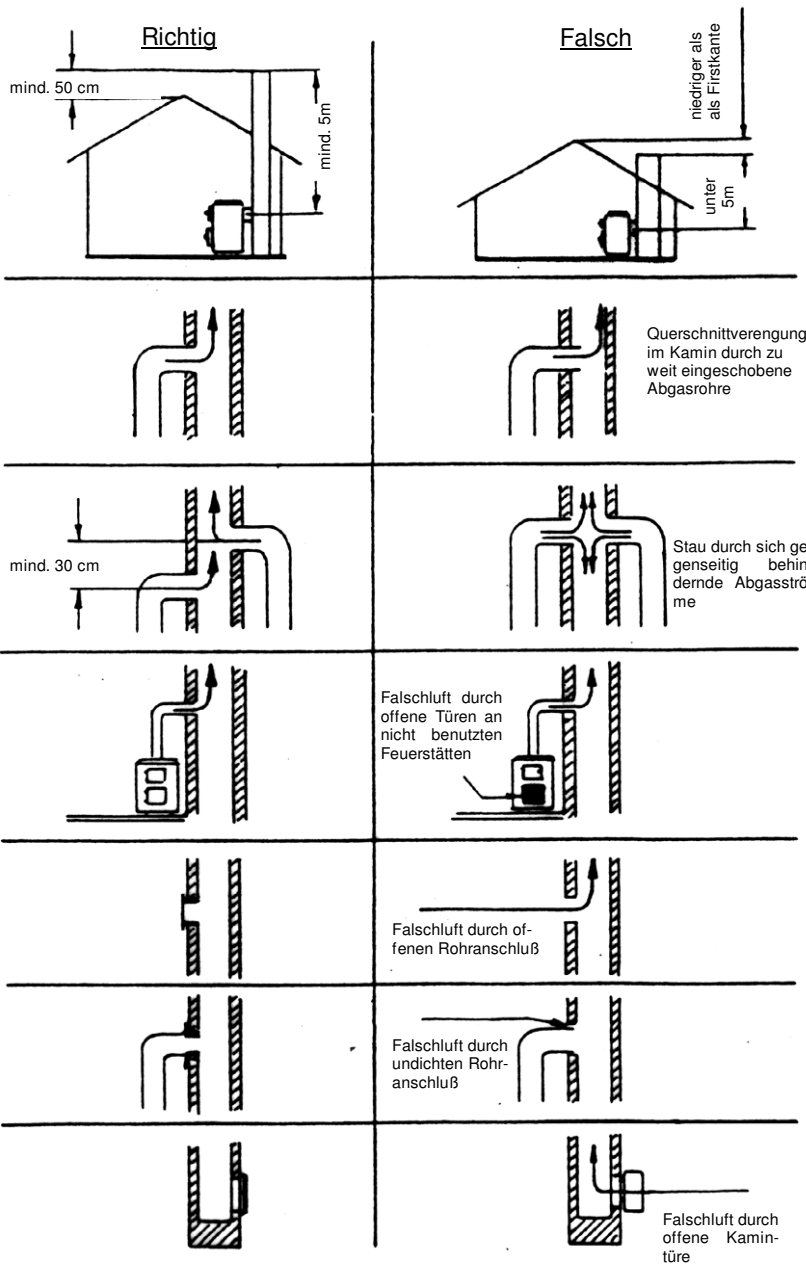 Richtig
Falsch
mind. 50 cm
mind. 5m
niedriger als
als Firstkante
unter
5m
Querschnittverengung
im Kamin durch zu
weit eingeschobene
Abgasrohre
mind. 30 cm
Stau durch sich ge
genseitig behin
dernde Abgasströ
me
Falschluft durch
offene Türen an
nicht benutzten
Feuerstätten
Falschluft durch of-
fenen Rohranschluß
Falschluft durch
undichten Rohr-
anschluß
Falschluft durch
offene Kamin-
türe